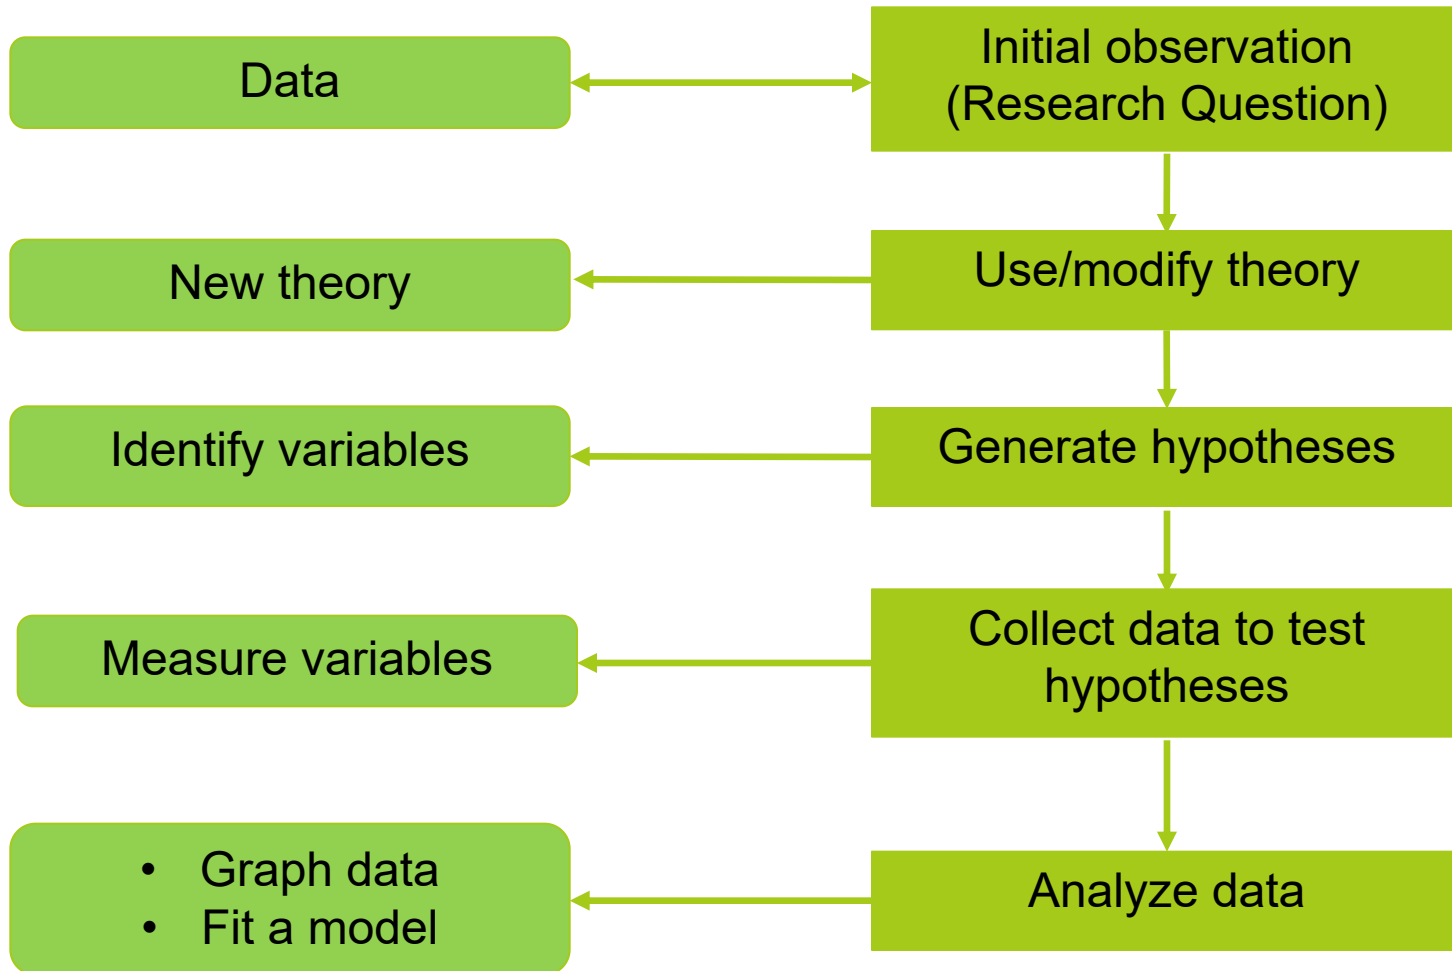 Data
Initial observation
(Research Question)
New theory
Use/modify theory
Identify variables
Generate hypotheses
Measure variables
Collect data to test
hypotheses
• Graph data
• Fit a model
Analyze data